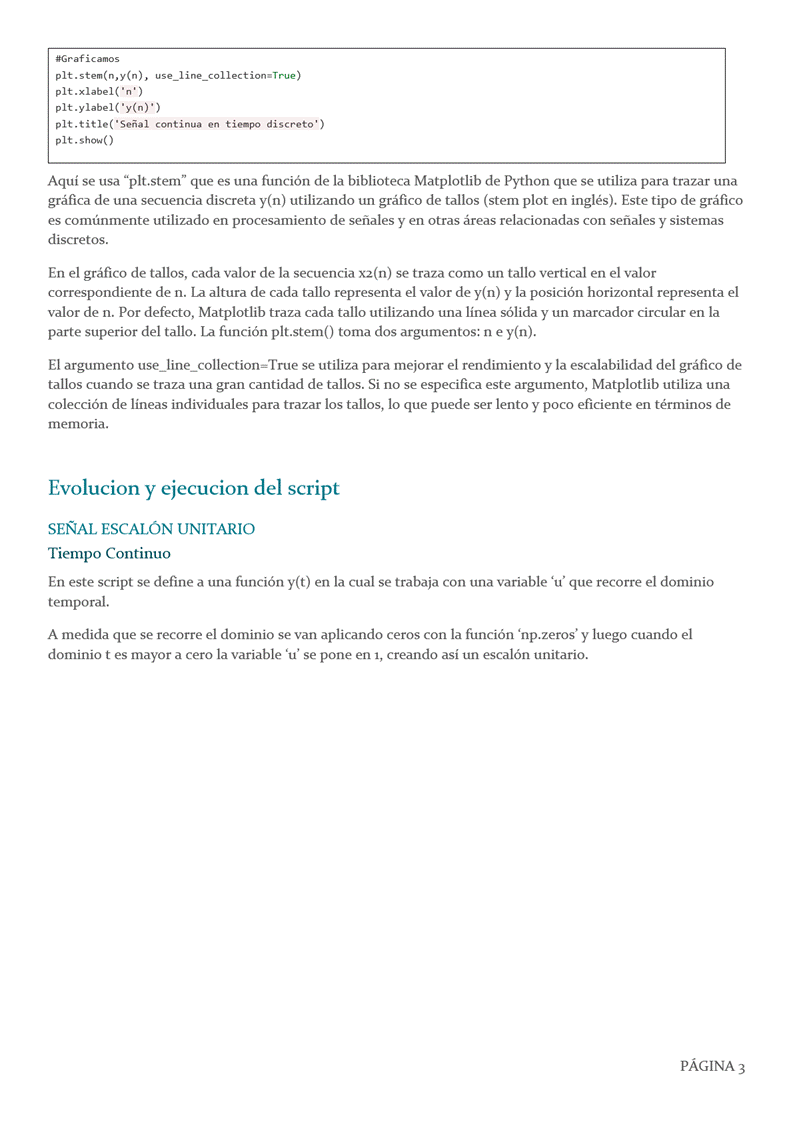 #Graficamos
plt.stem(n,y(n), use_line_collection=True)
plt.xlabel('n')
plt.ylabel('y(n)')
plt.title('Señal continua en tiempo discreto')
plt.show()
Aquí se usa “plt.stem” que es una función de la biblioteca Matplotlib de Python que se utiliza para trazar una
gráfica de una secuencia discreta y(n) utilizando un gráfico de tallos (stem plot en inglés). Este tipo de gráfico
es comúnmente utilizado en procesamiento de señales y en otras áreas relacionadas con señales y sistemas
discretos.
En el gráfico de tallos, cada valor de la secuencia x2(n) se traza como un tallo vertical en el valor
correspondiente de n. La altura de cada tallo representa el valor de y(n) y la posición horizontal representa el
valor de n. Por defecto, Matplotlib traza cada tallo utilizando una línea sólida y un marcador circular en la
parte superior del tallo. La función plt.stem() toma dos argumentos: n e y(n).
El argumento use_line_collection=True se utiliza para mejorar el rendimiento y la escalabilidad del gráfico de
tallos cuando se traza una gran cantidad de tallos. Si no se especifica este argumento, Matplotlib utiliza una
colección de líneas individuales para trazar los tallos, lo que puede ser lento y poco eficiente en términos de
memoria.
Evolucion y ejecucion del script
SEÑAL ESCALÓN UNITARIO
Tiempo Continuo
En este script se define a una función y(t) en la cual se trabaja con una variable ‘u’ que recorre el dominio
temporal.
A medida que se recorre el dominio se van aplicando ceros con la función ‘np.zeros’ y luego cuando el
dominio t es mayor a cero la variable ‘u’ se pone en 1, creando así un escalón unitario.
PÁGINA 3